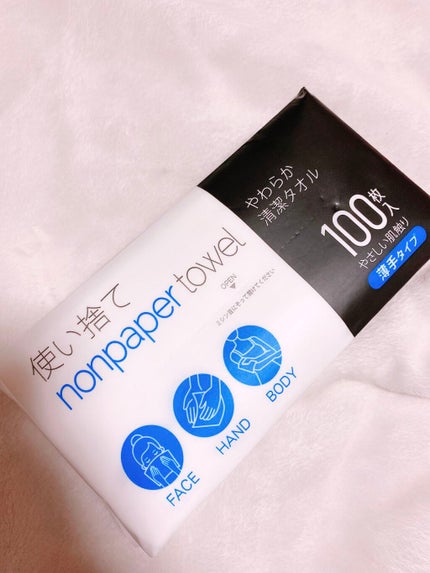 使い捨て
nonpaper towel
やわらか
清潔タオル
100枚入
やさしい肌触り
薄手タイプ
OPEN
ミシン目にそって開けてください
FACE
HAND
BODY